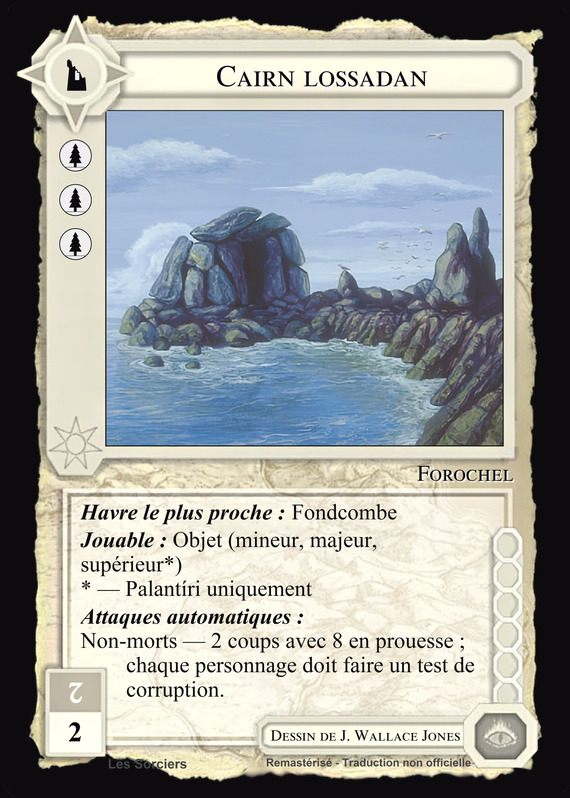 Cairn lossadan
Forochel
Havre le plus proche : Fondcombe
Jouable : Objet (mineur, majeur,
supérieur*)
* — Palantíri uniquement
Attaques automatiques :
Non-morts — 2 coups avec 8 en prouesse ;
chaque personnage doit faire un test de
corruption.
2
Dessin de J. Wallace Jones
Les Sorciers
Remastérisé - Traduction non officielle